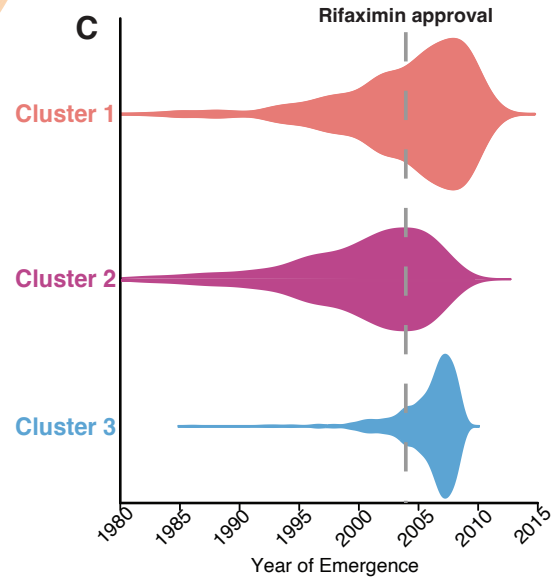 C
Rifaximin approval
Cluster 1
Cluster 2
Cluster 3
1980 1985 1990 1995 2000 2005 2010 2015
Year of Emergence